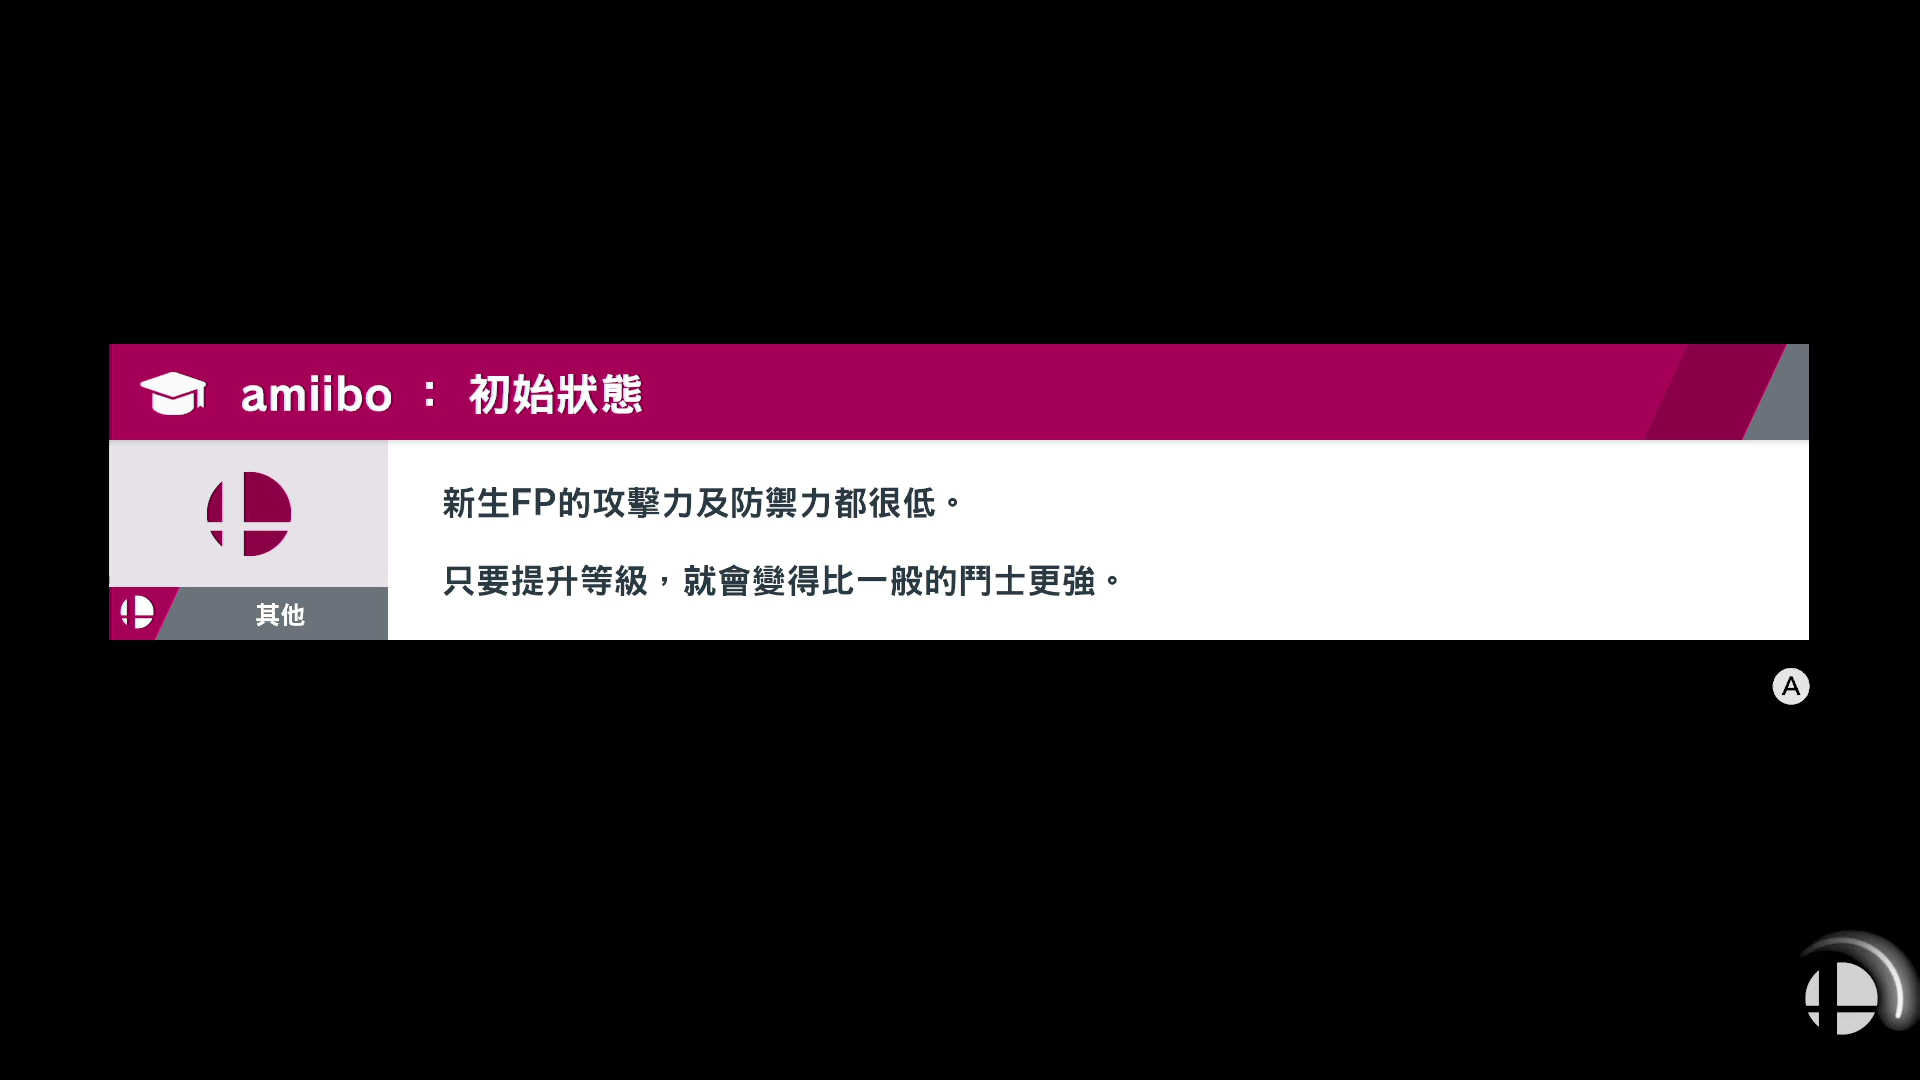 amiibo : 初始狀態
新生FP的攻擊力及防禦力都很低。
只要提升等級，就會變得比一般的鬥士更強。
其他
A